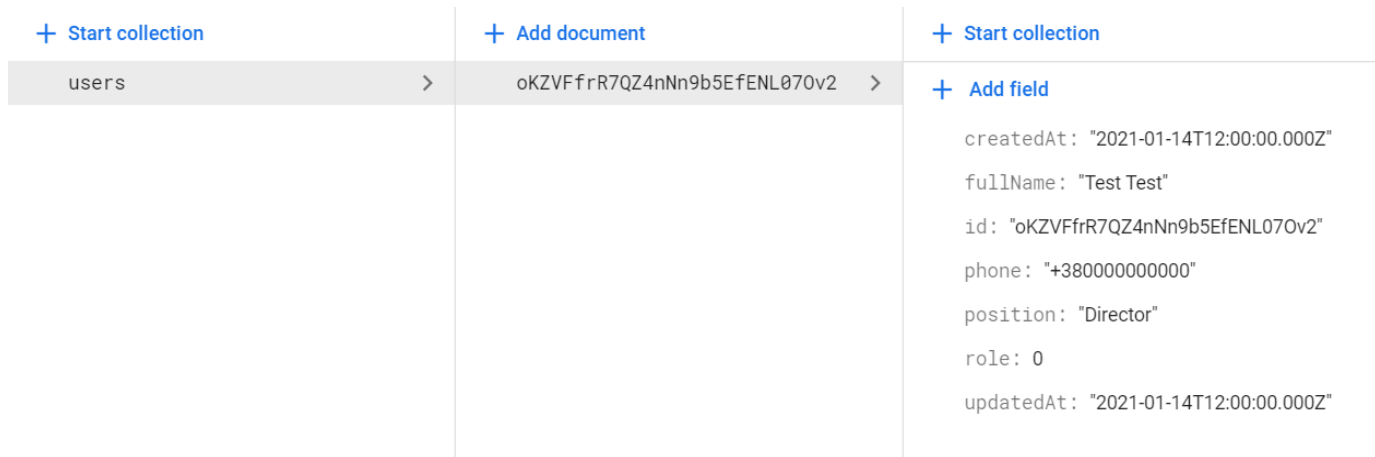 + Start collection
users
+ Add document
oKZVFfrR7QZ4nNn9b5EfENL07Ov2
+ Start collection
+ Add field
createdAt: "2021-01-14T12:00:00.000Z"
fullName: "Test Test"
id: "oKZVFfrR7QZ4nNn9b5EfENL07Ov2"
phone: "+380000000000"
position: "Director"
role: 0
updatedAt: "2021-01-14T12:00:00.000Z"